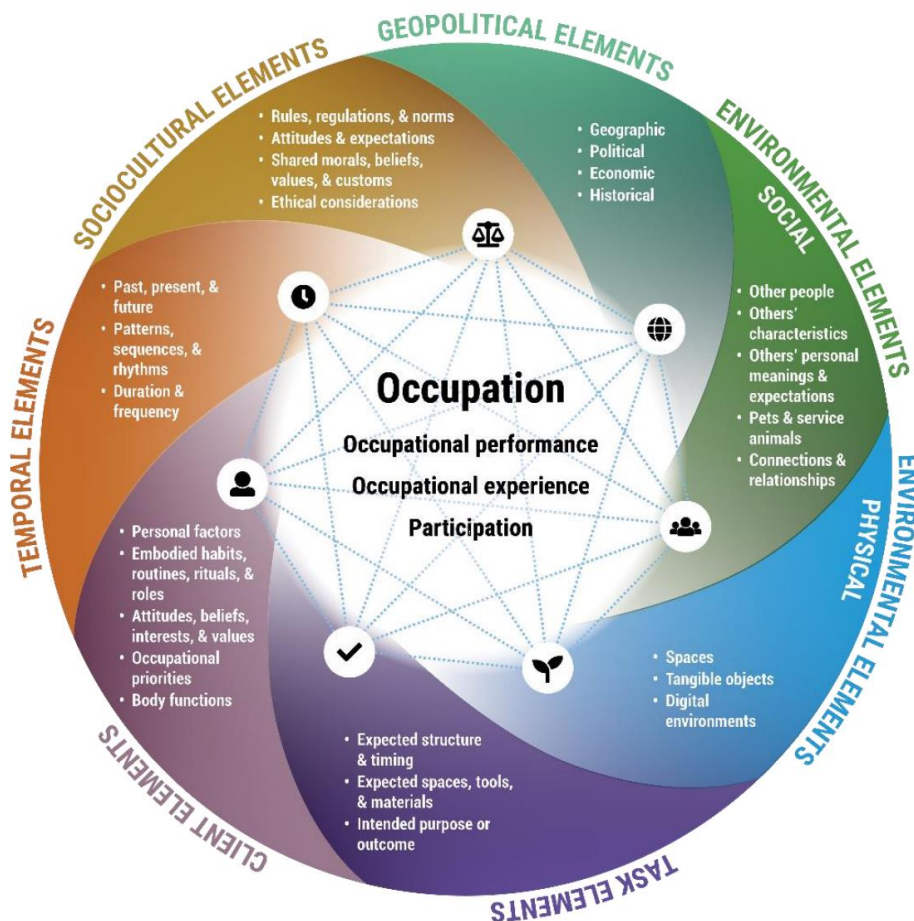 GEOPOLITICAL ELEMENTS
• Geographic
• Political
• Economic
• Historical
ENVIRONMENTAL ELEMENTS
SOCIAL
• Other people
• Others'
characteristics
• Others' personal
meanings &
expectations
• Pets & service
animals
• Connections &
relationships
ENVIRONMENTAL ELEMENTS
PHYSICAL
• Spaces
• Tangible objects
• Digital
environments
TASK ELEMENTS
• Expected structure
& timing
• Expected spaces, tools,
& materials
• Intended purpose or
outcome
CLIENT ELEMENTS
• Personal factors
• Embodied habits,
routines, rituals, &
roles
• Attitudes, beliefs,
interests, & values
• Occupational
priorities
• Body functions
TEMPORAL ELEMENTS
• Past, present, &
future
• Patterns,
sequences, &
rhythms
• Duration &
frequency
SOCIOCULTURAL ELEMENTS
• Rules, regulations, & norms
• Attitudes & expectations
• Shared morals, beliefs,
values, & customs
• Ethical considerations
Occupation
Occupational performance
Occupational experience
Participation